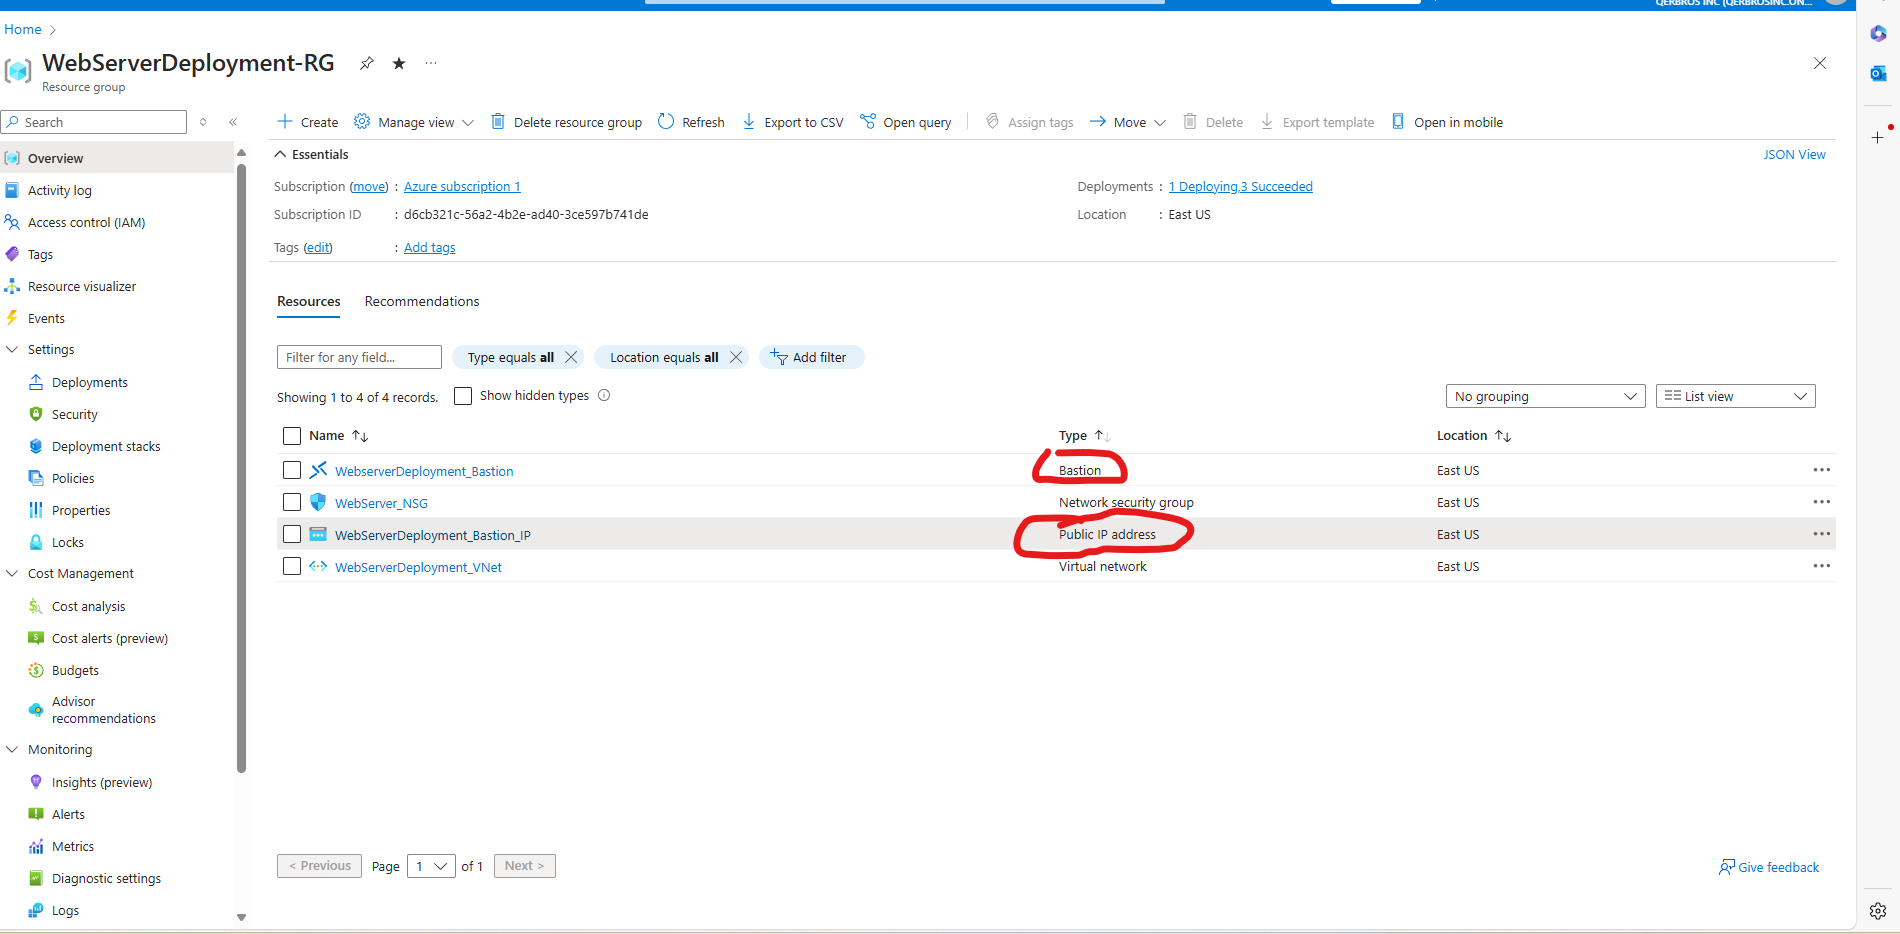 QERBROS INC (QERBROSINC.ON...
Home
WebServerDeployment-RG
...
Resource group
Search
Create
Manage view
Delete resource group
Refresh
Export to CSV
Open query
Assign tags
Move
Delete
Export template
Open in mobile
Overview
Activity log
Access control (IAM)
Tags
Resource visualizer
Events
Settings
Deployments
Security
Deployment stacks
Policies
Properties
Locks
Cost Management
Cost analysis
Cost alerts (preview)
Budgets
Advisor
recommendations
Monitoring
Insights (preview)
Alerts
Metrics
Diagnostic settings
Logs
Essentials
JSON View
Subscription (move) : Azure subscription 1
Deployments : 1 Deploying,3 Succeeded
Subscription ID : d6cb321c-56a2-4b2e-ad40-3ce597b741de
Location : East US
Tags (edit) : Add tags
Resources
Recommendations
Filter for any field...
Type equals all
Location equals all
Add filter
Showing 1 to 4 of 4 records.
Show hidden types
No grouping
List view
Name
Type
Location
WebserverDeployment_Bastion
Bastion
East US
WebServer_NSG
Network security group
East US
WebServerDeployment_Bastion_IP
Public IP address
East US
WebServerDeployment_VNet
Virtual network
East US
< Previous
Page
1
of 1
Next >
Give feedback